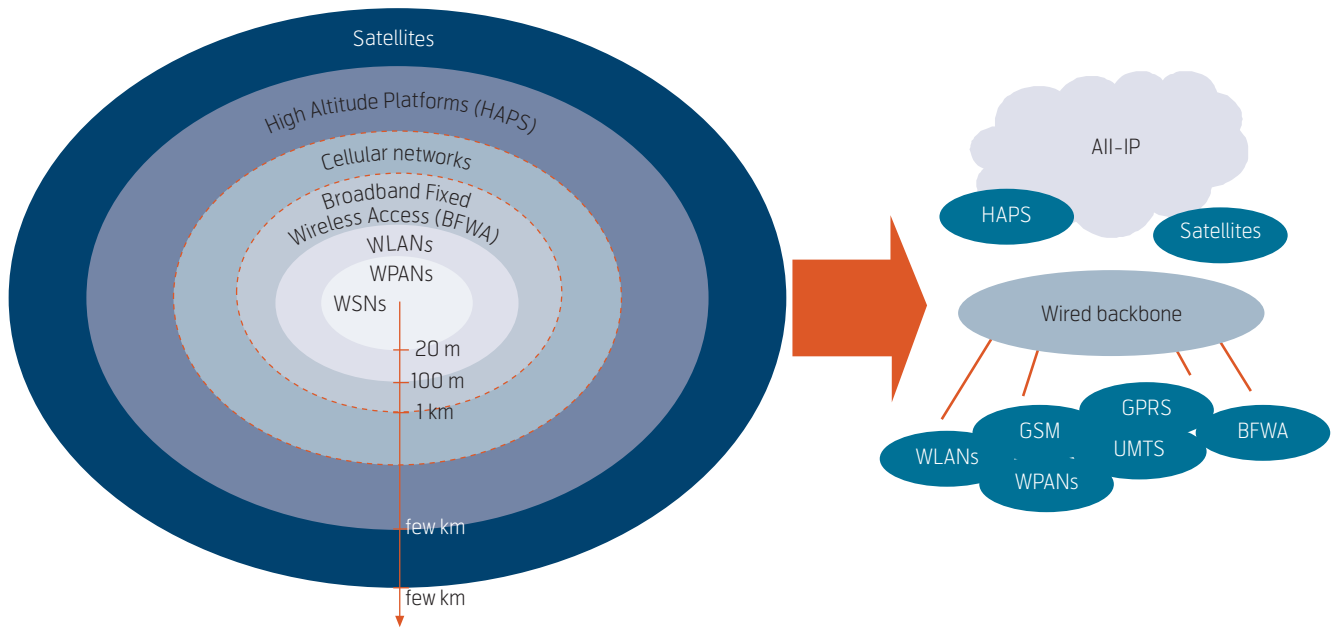 Satellites
High Altitude Platforms (HAPS)
Cellular networks
Broadband Fixed
Wireless Access (BFWA)
WLANs
WPANs
WSNs
20 m
100 m
1 km
few km
few km
All-IP
HAPS
Satellites
Wired backbone
GPRS
GSM
BFWA
UMTS
WLANs
WPANs